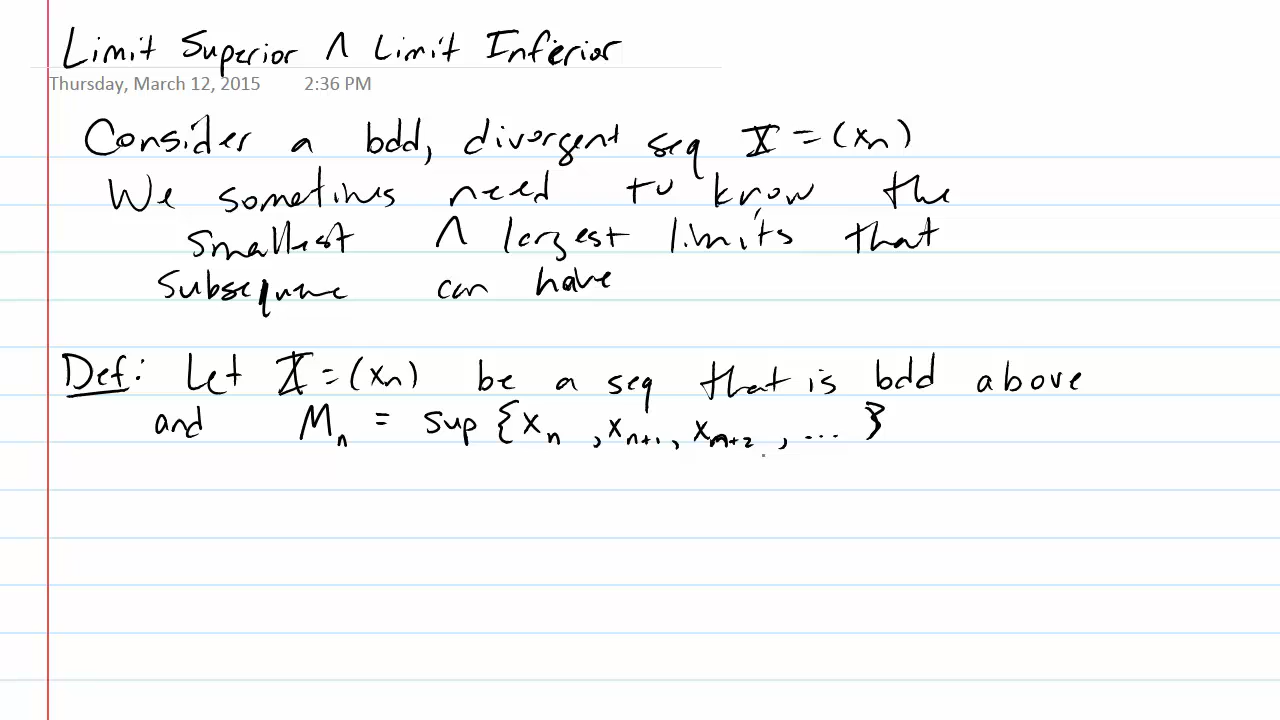 Limit Superior ∧ Limit Inferior
Thursday, March 12, 2015 2:36 PM
Consider a bdd, divergent seq X = (xn)
We sometimes need to know the
smallest ∧ largest limits that
subsequence can have
Def: Let X = (xn) be a seq that is bdd above
and Mn = sup {xn, xn+1, xn+2, ... }